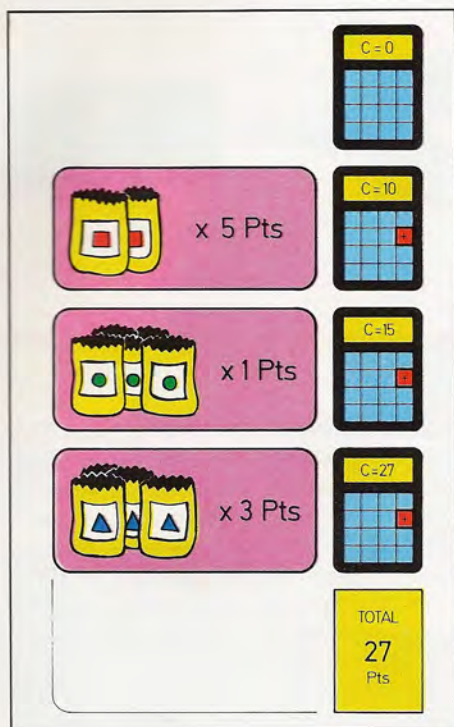 C=0
x 5 Pts
C=10
+
x 1 Pts
C=15
+
x 3 Pts
C=27
+
TOTAL
27
Pts